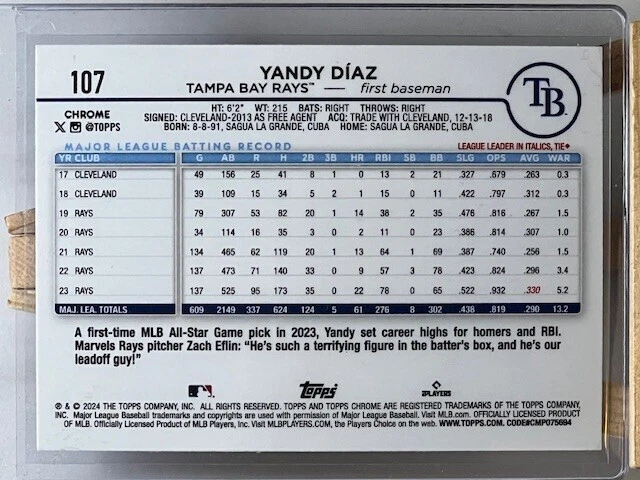 107
YANDY DÍAZ
TAMPA BAY RAYS™ — first baseman
TB
CHROME
@TOPPS
HT: 6'2" WT: 215 BATS: RIGHT THROWS: RIGHT
SIGNED: CLEVELAND-2013 AS FREE AGENT ACQ: TRADE WITH CLEVELAND, 12-13-18
BORN: 8-8-91, SAGUA LA GRANDE, CUBA HOME: SAGUA LA GRANDE, CUBA
MAJOR LEAGUE BATTING RECORD LEAGUE LEADER IN ITALICS, TIE♦
YR CLUB G AB R H 2B 3B HR RBI SB BB SLG OPS AVG WAR
17 CLEVELAND 49 156 25 41 8 1 0 13 2 21 .327 .679 .263 0.3
18 CLEVELAND 39 109 15 34 5 2 1 15 0 11 .422 .797 .312 0.3
19 RAYS 79 307 53 82 20 1 14 38 2 35 .476 .816 .267 1.5
20 RAYS 34 114 16 35 3 0 2 11 0 23 .386 .814 .307 1.0
21 RAYS 134 465 62 119 20 1 13 64 1 69 .387 .740 .256 1.5
22 RAYS 137 473 71 140 33 0 9 57 3 78 .423 .824 .296 3.4
23 RAYS 137 525 95 173 35 0 22 78 0 65 .522 .932 .330 5.2
MAJ. LEA. TOTALS 609 2149 337 624 124 5 61 276 8 302 .438 .819 .290 13.2
A first-time MLB All-Star Game pick in 2023, Yandy set career highs for homers and RBI.
Marvels Rays pitcher Zach Eflin: "He's such a terrifying figure in the batter's box, and he's our
leadoff guy!"
topps
PLAYERS
® & © 2024 THE TOPPS COMPANY, INC. ALL RIGHTS RESERVED. TOPPS AND TOPPS CHROME ARE REGISTERED TRADEMARKS OF THE TOPPS COMPANY,
INC. Major League Baseball trademarks and copyrights are used with permission of Major League Baseball. Visit MLB.com. OFFICIALLY LICENSED PRODUCT
OF MLB. Officially Licensed Product of MLB Players, Inc. Visit MLBPLAYERS.COM, the Players Choice on the web. WWW.TOPPS.COM. CODE#CMP075694